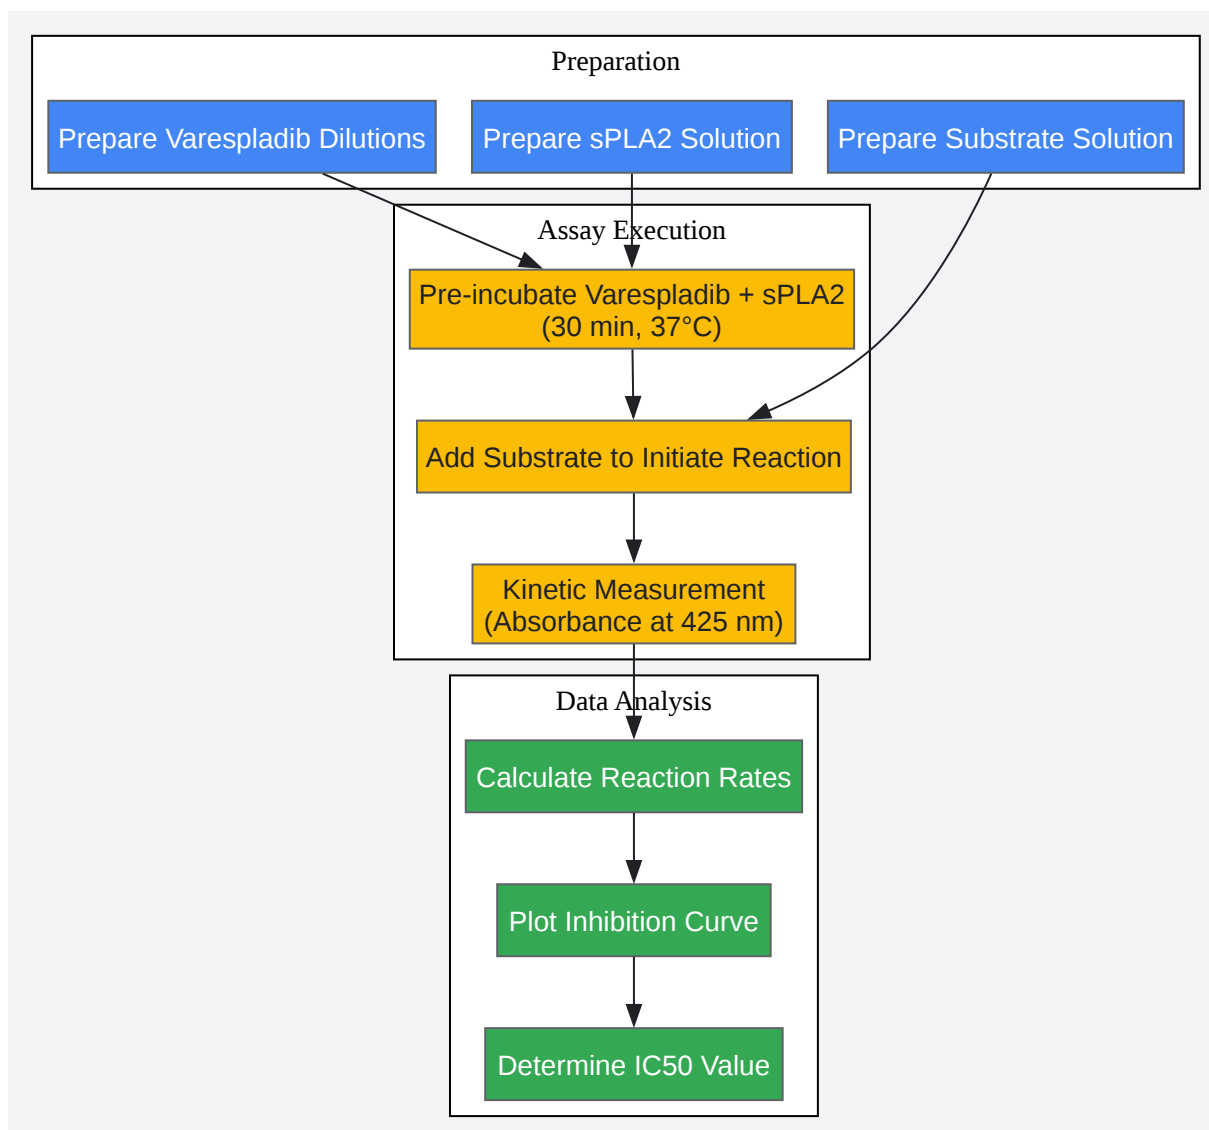 Preparation
Prepare Varespladib Dilutions
Prepare sPLA2 Solution
Prepare Substrate Solution
Assay Execution
Pre-incubate Varespladib + sPLA2
(30 min, 37°C)
Add Substrate to Initiate Reaction
Kinetic Measurement
(Absorbance at 425 nm)
Data Analysis
Calculate Reaction Rates
Plot Inhibition Curve
Determine IC50 Value